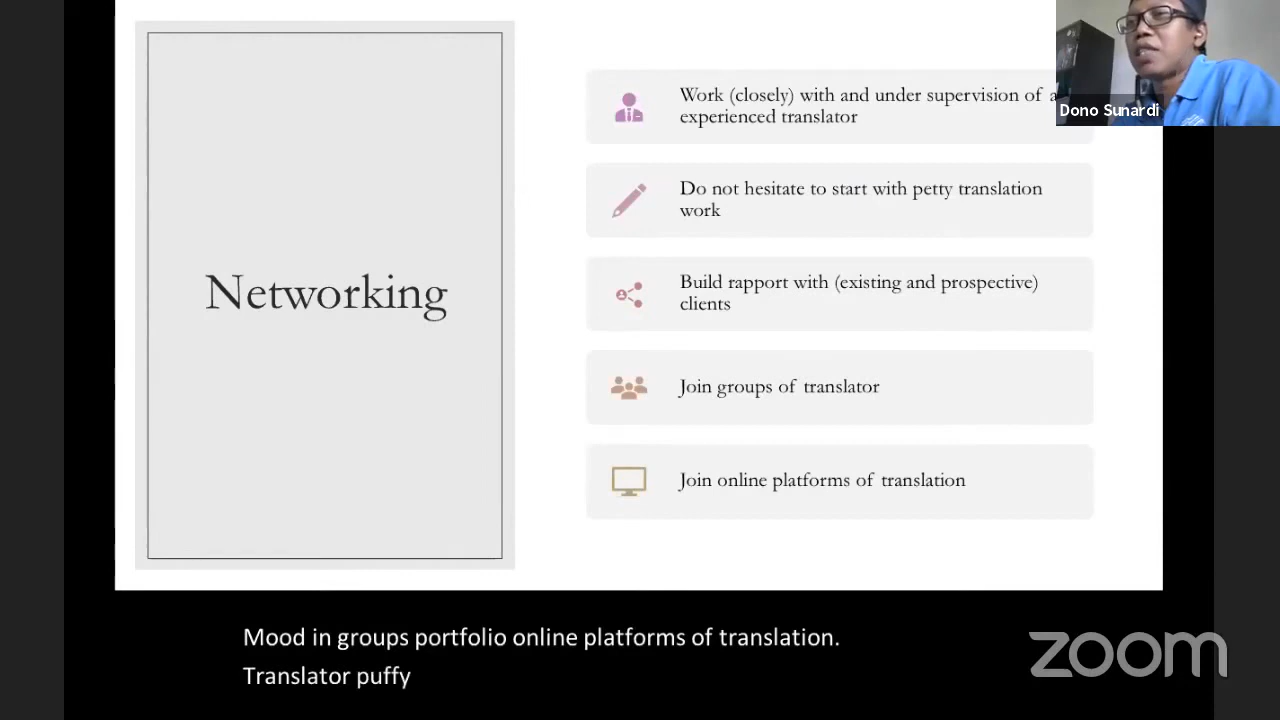 Networking
Work (closely) with and under supervision of
experienced translator
Do not hesitate to start with petty translation
work
Build rapport with (existing and prospective)
clients
Join groups of translator
Join online platforms of translation
Dono Sunardi
Mood in groups portfolio online platforms of translation.
Translator puffy
zoom